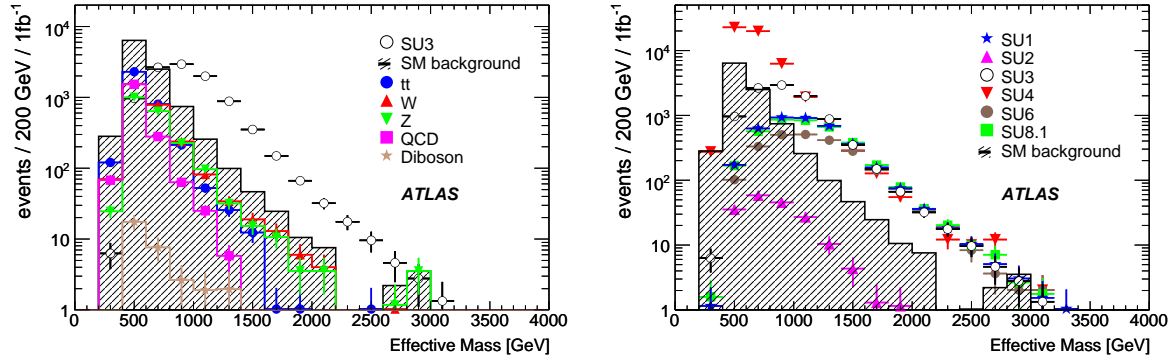 events / 200 GeV / 1fb⁻¹
10⁴
10³
10²
10
1
SU3
SM background
tt
W
Z
QCD
Diboson
ATLAS
0 500 1000 1500 2000 2500 3000 3500 4000
Effective Mass [GeV]
events / 200 GeV / 1fb⁻¹
10⁴
10³
10²
10
1
SU1
SU2
SU3
SU4
SU6
SU8.1
SM background
ATLAS
0 500 1000 1500 2000 2500 3000 3500 4000
Effective Mass [GeV]